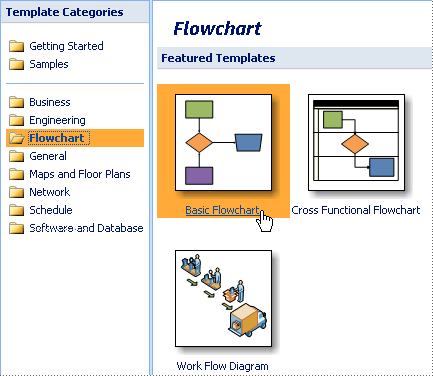 Template Categories
Getting Started
Samples
Business
Engineering
Flowchart
General
Maps and Floor Plans
Network
Schedule
Software and Database
Flowchart
Featured Templates
Basic Flowchart
Cross Functional Flowchart
Work Flow Diagram